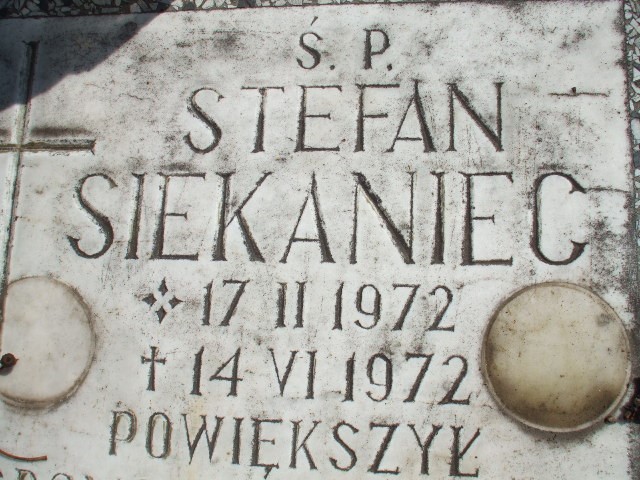 Ś. P.
STEFAN
SIEKANIEC
17 II 1972
† 14 VI 1972
POWIĘKSZYŁ